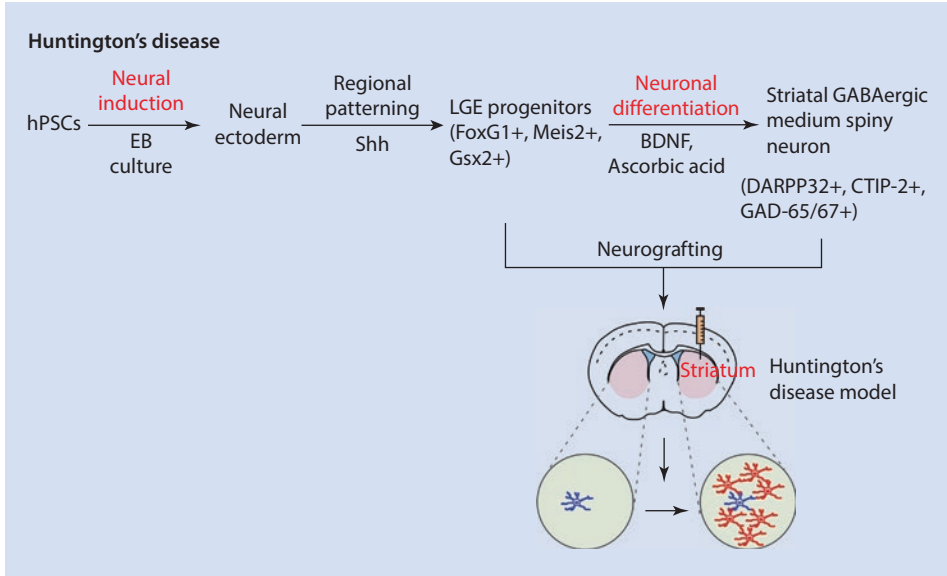 Huntington's disease
Neural
induction
hPSCs
EB
culture
Neural
ectoderm
Regional
patterning
Shh
LGE progenitors
(FoxG1+, Meis2+,
Gsx2+)
Neuronal
differentiation
BDNF,
Ascorbic acid
Striatal GABAergic
medium spiny
neuron
(DARPP32+, CTIP-2+,
GAD-65/67+)
Neurografting
Striatum
Huntington's
disease model